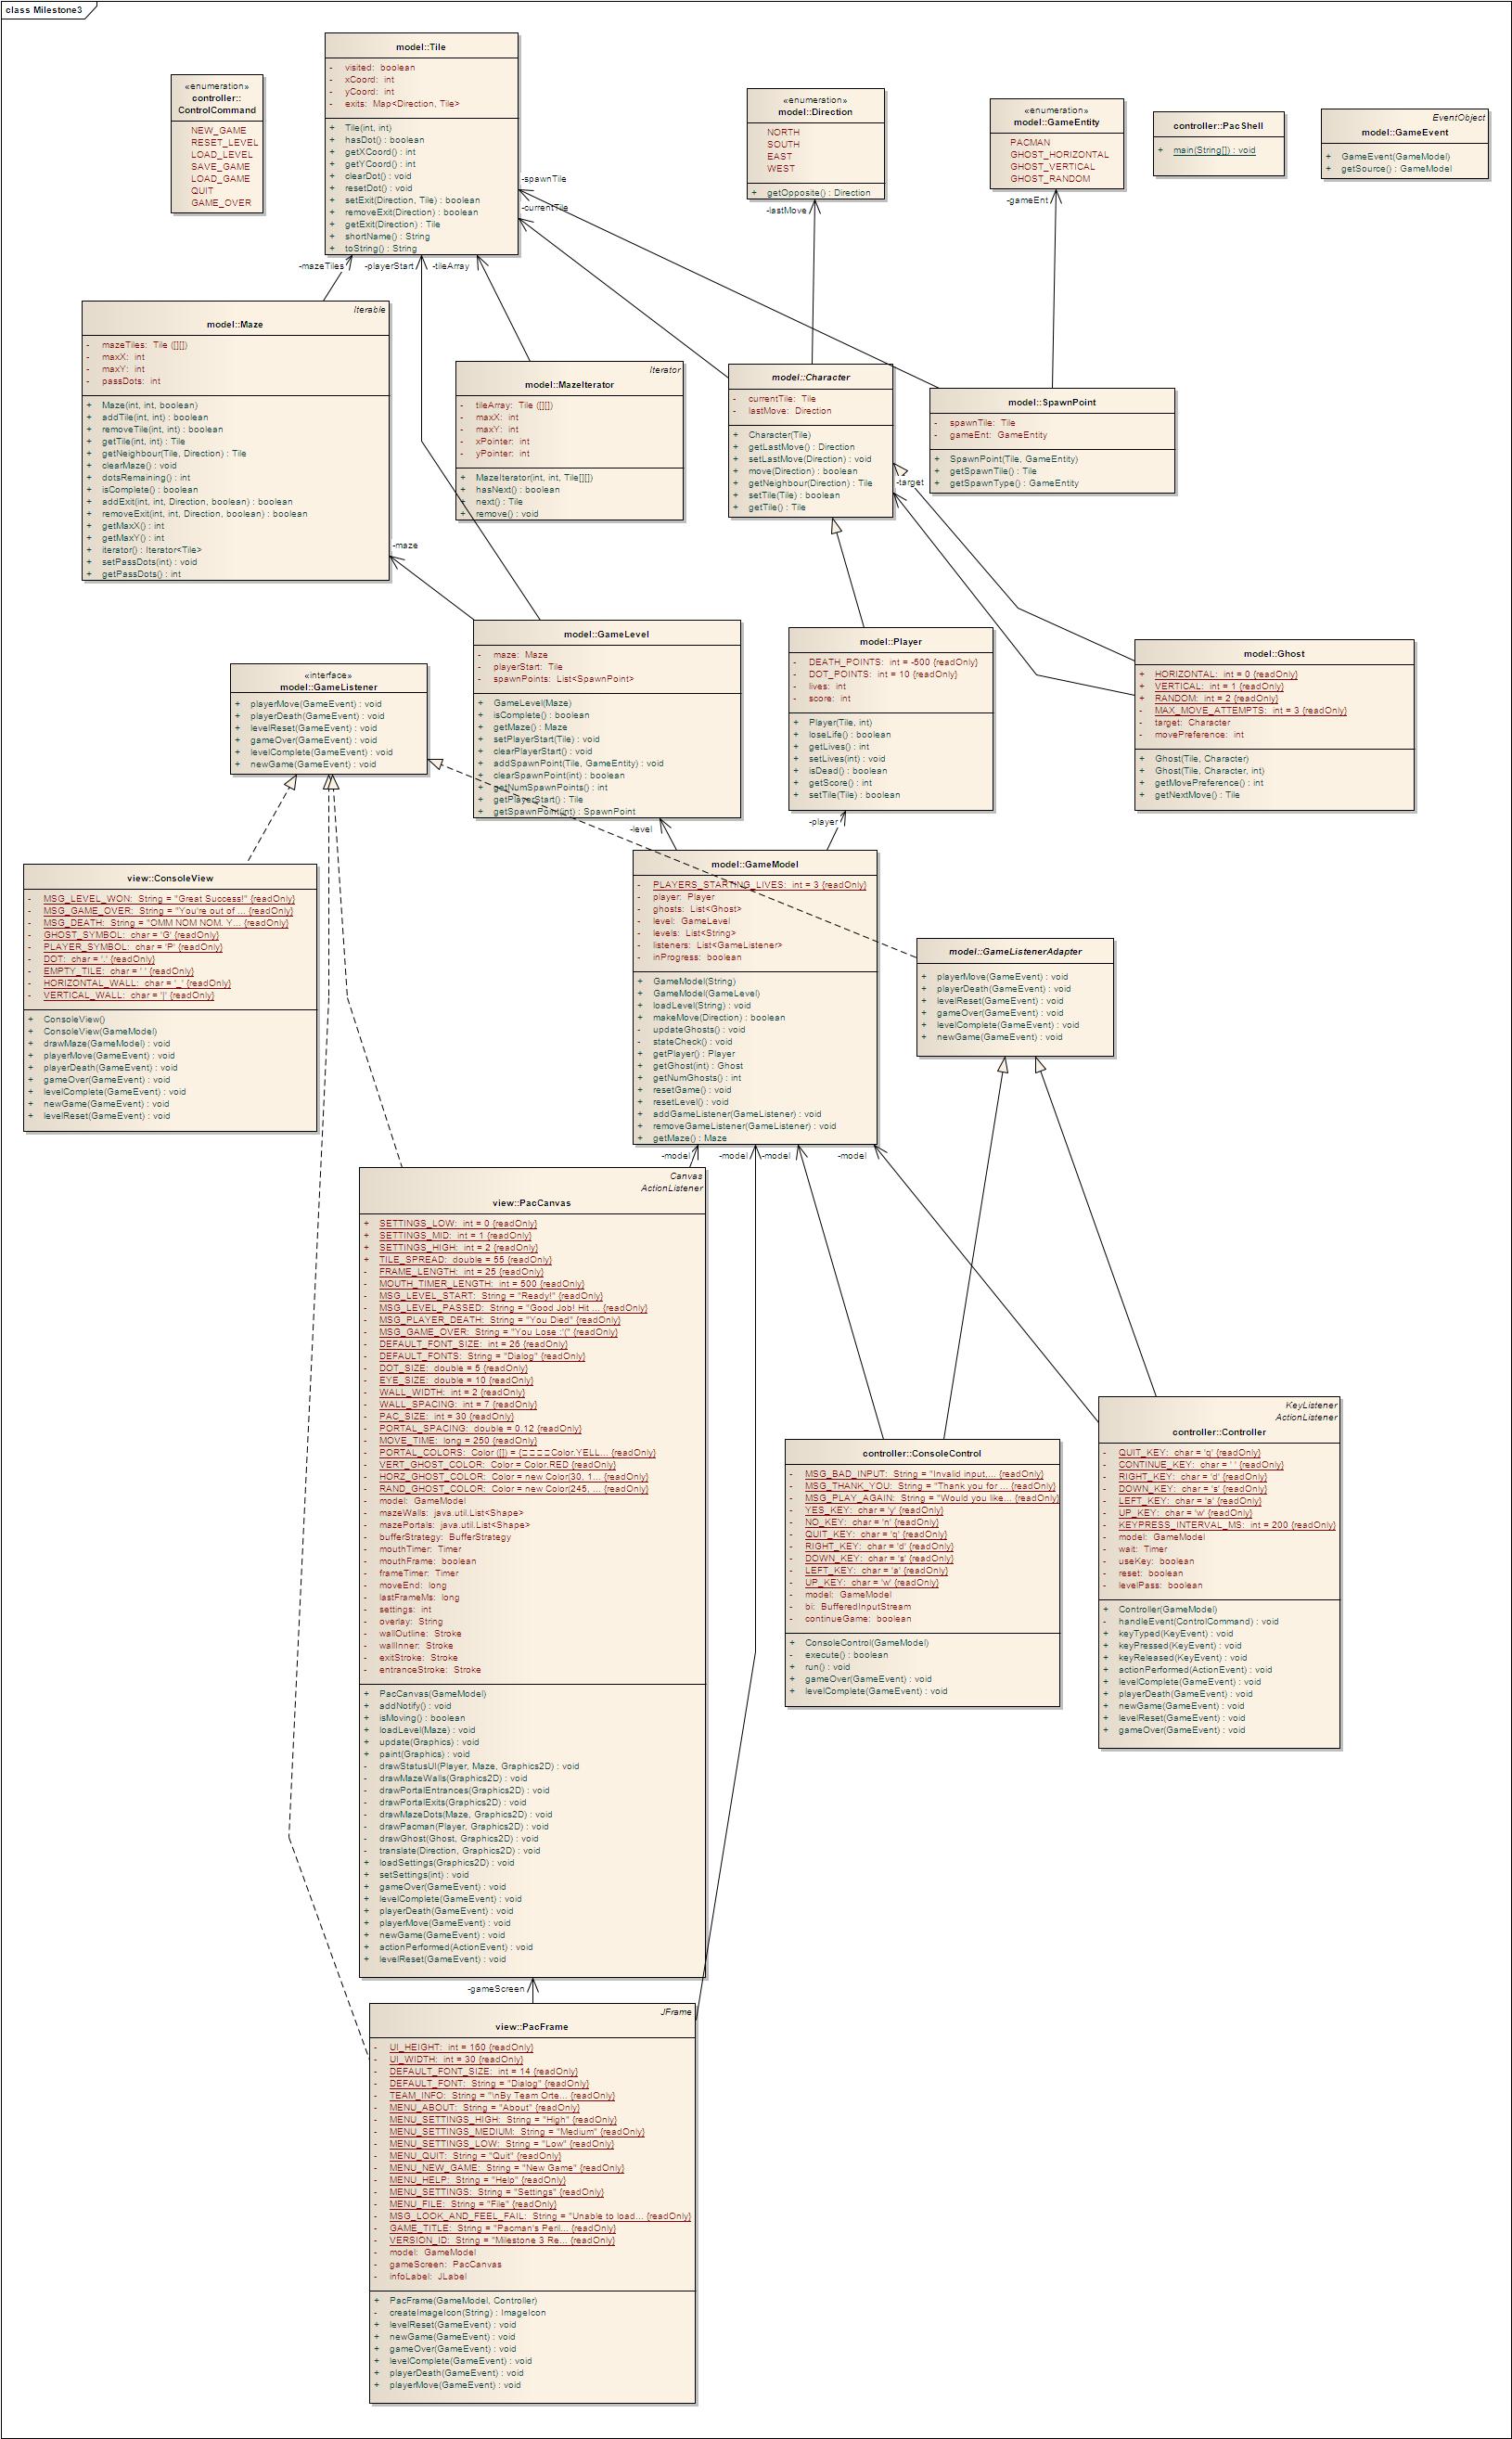 class Milestone3
model::Tile
- visited: boolean
- xCoord: int
- yCoord: int
- exits: Map<Direction, Tile>
+ Tile(int, int)
+ hasDot() : boolean
+ getXCoord() : int
+ getYCoord() : int
+ clearDot() : void
+ resetDot() : void
+ setExit(Direction, Tile) : boolean
+ removeExit(Direction) : boolean
+ getExit(Direction) : Tile
+ shortName() : String
+ toString() : String
«enumeration»
controller::
ControlCommand
NEW_GAME
RESET_LEVEL
LOAD_LEVEL
SAVE_GAME
LOAD_GAME
QUIT
GAME_OVER
«enumeration»
model::Direction
NORTH
SOUTH
EAST
WEST
+ getOpposite() : Direction
«enumeration»
model::GameEntity
PACMAN
GHOST_HORIZONTAL
GHOST_VERTICAL
GHOST_RANDOM
controller::PacShell
+ main(String[]) : void
EventObject
model::GameEvent
+ GameEvent(GameModel)
+ getSource() : GameModel
-spawnTile
-currentTile
-lastMove
-gameEnt
-mazeTiles
-playerStart
-tileArray
Iterable
model::Maze
- mazeTiles: Tile ([][])
- maxX: int
- maxY: int
- passDots: int
+ Maze(int, int, boolean)
+ addTile(int, int) : boolean
+ removeTile(int, int) : boolean
+ getTile(int, int) : Tile
+ getNeighbour(Tile, Direction) : Tile
+ clearMaze() : void
+ dotsRemaining() : int
+ isComplete() : boolean
+ addExit(int, int, Direction, boolean) : boolean
+ removeExit(int, int, Direction, boolean) : boolean
+ getMaxX() : int
+ getMaxY() : int
+ iterator() : Iterator<Tile>
+ setPassDots(int) : void
+ getPassDots() : int
Iterator
model::MazeIterator
- tileArray: Tile ([][])
- maxX: int
- maxY: int
- xPointer: int
- yPointer: int
+ MazeIterator(int, int, Tile[][])
+ hasNext() : boolean
+ next() : Tile
+ remove() : void
model::Character
- currentTile: Tile
- lastMove: Direction
+ Character(Tile)
+ getLastMove() : Direction
+ setLastMove(Direction) : void
+ move(Direction) : boolean
+ getNeighbour(Direction) : Tile
+ setTile(Tile) : boolean
+ getTile() : Tile
model::SpawnPoint
- spawnTile: Tile
- gameEnt: GameEntity
+ SpawnPoint(Tile, GameEntity)
+ getSpawnTile() : Tile
+ getSpawnType() : GameEntity
-target
-maze
model::GameLevel
- maze: Maze
- playerStart: Tile
- spawnPoints: List<SpawnPoint>
+ GameLevel(Maze)
+ isComplete() : boolean
+ getMaze() : Maze
+ setPlayerStart(Tile) : void
+ clearPlayerStart() : void
+ addSpawnPoint(Tile, GameEntity) : void
+ clearSpawnPoint(int) : boolean
+ getNumSpawnPoints() : int
+ getPlayerStart() : Tile
+ getSpawnPoint(int) : SpawnPoint
model::Player
- DEATH_POINTS: int = -500 {readOnly}
- DOT_POINTS: int = 10 {readOnly}
- lives: int
- score: int
+ Player(Tile, int)
+ loseLife() : boolean
+ getLives() : int
+ setLives(int) : void
+ isDead() : boolean
+ getScore() : int
+ setTile(Tile) : boolean
model::Ghost
+ HORIZONTAL: int = 0 {readOnly}
+ VERTICAL: int = 1 {readOnly}
+ RANDOM: int = 2 {readOnly}
- MAX_MOVE_ATTEMPTS: int = 3 {readOnly}
- target: Character
- movePreference: int
+ Ghost(Tile, Character)
+ Ghost(Tile, Character, int)
+ getMovePreference() : int
+ getNextMove() : Tile
«interface»
model::GameListener
+ playerMove(GameEvent) : void
+ playerDeath(GameEvent) : void
+ levelReset(GameEvent) : void
+ gameOver(GameEvent) : void
+ levelComplete(GameEvent) : void
+ newGame(GameEvent) : void
-level
-player
view::ConsoleView
- MSG_LEVEL_WON: String = "Great Success!" {readOnly}
- MSG_GAME_OVER: String = "You're out of ... {readOnly}
- MSG_DEATH: String = "OMM NOM NOM. Y... {readOnly}
- GHOST_SYMBOL: char = 'G' {readOnly}
- PLAYER_SYMBOL: char = 'P' {readOnly}
- DOT: char = '.' {readOnly}
- EMPTY_TILE: char = ' ' {readOnly}
- HORIZONTAL_WALL: char = '_' {readOnly}
- VERTICAL_WALL: char = '|' {readOnly}
+ ConsoleView()
+ ConsoleView(GameModel)
+ drawMaze(GameModel) : void
+ playerMove(GameEvent) : void
+ playerDeath(GameEvent) : void
+ gameOver(GameEvent) : void
+ levelComplete(GameEvent) : void
+ newGame(GameEvent) : void
+ levelReset(GameEvent) : void
model::GameModel
- PLAYERS_STARTING_LIVES: int = 3 {readOnly}
- player: Player
- ghosts: List<Ghost>
- level: GameLevel
- levels: List<String>
- listeners: List<GameListener>
- inProgress: boolean
+ GameModel(String)
+ GameModel(GameLevel)
+ loadLevel(String) : void
+ makeMove(Direction) : boolean
- updateGhosts() : void
- stateCheck() : void
+ getPlayer() : Player
+ getGhost(int) : Ghost
+ getNumGhosts() : int
+ resetGame() : void
+ resetLevel() : void
+ addGameListener(GameListener) : void
+ removeGameListener(GameListener) : void
+ getMaze() : Maze
model::GameListenerAdapter
+ playerMove(GameEvent) : void
+ playerDeath(GameEvent) : void
+ levelReset(GameEvent) : void
+ gameOver(GameEvent) : void
+ levelComplete(GameEvent) : void
+ newGame(GameEvent) : void
-model
-model
-model
-model
Canvas
ActionListener
view::PacCanvas
+ SETTINGS_LOW: int = 0 {readOnly}
+ SETTINGS_MID: int = 1 {readOnly}
+ SETTINGS_HIGH: int = 2 {readOnly}
+ TILE_SPREAD: double = 55 {readOnly}
- FRAME_LENGTH: int = 25 {readOnly}
- MOUTH_TIMER_LENGTH: int = 500 {readOnly}
- MSG_LEVEL_START: String = "Ready!" {readOnly}
- MSG_LEVEL_PASSED: String = "Good Job! Hit ... {readOnly}
- MSG_PLAYER_DEATH: String = "You Died" {readOnly}
- MSG_GAME_OVER: String = "You Lose :'(" {readOnly}
- DEFAULT_FONT_SIZE: int = 26 {readOnly}
- DEFAULT_FONTS: String = "Dialog" {readOnly}
- DOT_SIZE: double = 5 {readOnly}
- EYE_SIZE: double = 10 {readOnly}
- WALL_WIDTH: int = 2 {readOnly}
- WALL_SPACING: int = 7 {readOnly}
- PAC_SIZE: int = 30 {readOnly}
- PORTAL_SPACING: double = 0.12 {readOnly}
- MOVE_TIME: long = 250 {readOnly}
- PORTAL_COLORS: Color ([]) = {□□□□Color.YELL... {readOnly}
- VERT_GHOST_COLOR: Color = Color.RED {readOnly}
- HORZ_GHOST_COLOR: Color = new Color(30, 1... {readOnly}
- RAND_GHOST_COLOR: Color = new Color(245, ... {readOnly}
- model: GameModel
- mazeWalls: java.util.List<Shape>
- mazePortals: java.util.List<Shape>
- bufferStrategy: BufferStrategy
- mouthTimer: Timer
- mouthFrame: boolean
- frameTimer: Timer
- moveEnd: long
- lastFrameMs: long
- settings: int
- overlay: String
- wallOutline: Stroke
- wallInner: Stroke
- exitStroke: Stroke
- entranceStroke: Stroke
+ PacCanvas(GameModel)
+ addNotify() : void
+ isMoving() : boolean
+ loadLevel(Maze) : void
+ update(Graphics) : void
+ paint(Graphics) : void
- drawStatusUI(Player, Maze, Graphics2D) : void
- drawMazeWalls(Graphics2D) : void
- drawPortalEntrances(Graphics2D) : void
- drawPortalExits(Graphics2D) : void
- drawMazeDots(Maze, Graphics2D) : void
- drawPacman(Player, Graphics2D) : void
- drawGhost(Ghost, Graphics2D) : void
- translate(Direction, Graphics2D) : void
+ loadSettings(Graphics2D) : void
+ setSettings(int) : void
+ gameOver(GameEvent) : void
+ levelComplete(GameEvent) : void
+ playerDeath(GameEvent) : void
+ playerMove(GameEvent) : void
+ newGame(GameEvent) : void
+ actionPerformed(ActionEvent) : void
+ levelReset(GameEvent) : void
controller::ConsoleControl
- MSG_BAD_INPUT: String = "Invalid input,... {readOnly}
- MSG_THANK_YOU: String = "Thank you for ... {readOnly}
- MSG_PLAY_AGAIN: String = "Would you like... {readOnly}
- YES_KEY: char = 'y' {readOnly}
- NO_KEY: char = 'n' {readOnly}
- QUIT_KEY: char = 'q' {readOnly}
- RIGHT_KEY: char = 'd' {readOnly}
- DOWN_KEY: char = 's' {readOnly}
- LEFT_KEY: char = 'a' {readOnly}
- UP_KEY: char = 'w' {readOnly}
- model: GameModel
- bi: BufferedInputStream
- continueGame: boolean
+ ConsoleControl(GameModel)
- execute() : boolean
+ run() : void
+ gameOver(GameEvent) : void
+ levelComplete(GameEvent) : void
KeyListener
ActionListener
controller::Controller
- QUIT_KEY: char = 'q' {readOnly}
- CONTINUE_KEY: char = ' ' {readOnly}
- RIGHT_KEY: char = 'd' {readOnly}
- DOWN_KEY: char = 's' {readOnly}
- LEFT_KEY: char = 'a' {readOnly}
- UP_KEY: char = 'w' {readOnly}
- KEYPRESS_INTERVAL_MS: int = 200 {readOnly}
- model: GameModel
- wait: Timer
- useKey: boolean
- reset: boolean
- levelPass: boolean
+ Controller(GameModel)
- handleEvent(ControlCommand) : void
+ keyTyped(KeyEvent) : void
+ keyPressed(KeyEvent) : void
+ keyReleased(KeyEvent) : void
+ actionPerformed(ActionEvent) : void
+ levelComplete(GameEvent) : void
+ playerDeath(GameEvent) : void
+ newGame(GameEvent) : void
+ levelReset(GameEvent) : void
+ gameOver(GameEvent) : void
-gameScreen
JFrame
view::PacFrame
- UI_HEIGHT: int = 160 {readOnly}
- UI_WIDTH: int = 30 {readOnly}
- DEFAULT_FONT_SIZE: int = 14 {readOnly}
- DEFAULT_FONT: String = "Dialog" {readOnly}
- TEAM_INFO: String = "\nBy Team Orte... {readOnly}
- MENU_ABOUT: String = "About" {readOnly}
- MENU_SETTINGS_HIGH: String = "High" {readOnly}
- MENU_SETTINGS_MEDIUM: String = "Medium" {readOnly}
- MENU_SETTINGS_LOW: String = "Low" {readOnly}
- MENU_QUIT: String = "Quit" {readOnly}
- MENU_NEW_GAME: String = "New Game" {readOnly}
- MENU_HELP: String = "Help" {readOnly}
- MENU_SETTINGS: String = "Settings" {readOnly}
- MENU_FILE: String = "File" {readOnly}
- MSG_LOOK_AND_FEEL_FAIL: String = "Unable to load... {readOnly}
- GAME_TITLE: String = "Pacman's Peril... {readOnly}
- VERSION_ID: String = "Milestone 3 Re... {readOnly}
- model: GameModel
- gameScreen: PacCanvas
- infoLabel: JLabel
+ PacFrame(GameModel, Controller)
- createImageIcon(String) : ImageIcon
+ levelReset(GameEvent) : void
+ newGame(GameEvent) : void
+ gameOver(GameEvent) : void
+ levelComplete(GameEvent) : void
+ playerDeath(GameEvent) : void
+ playerMove(GameEvent) : void